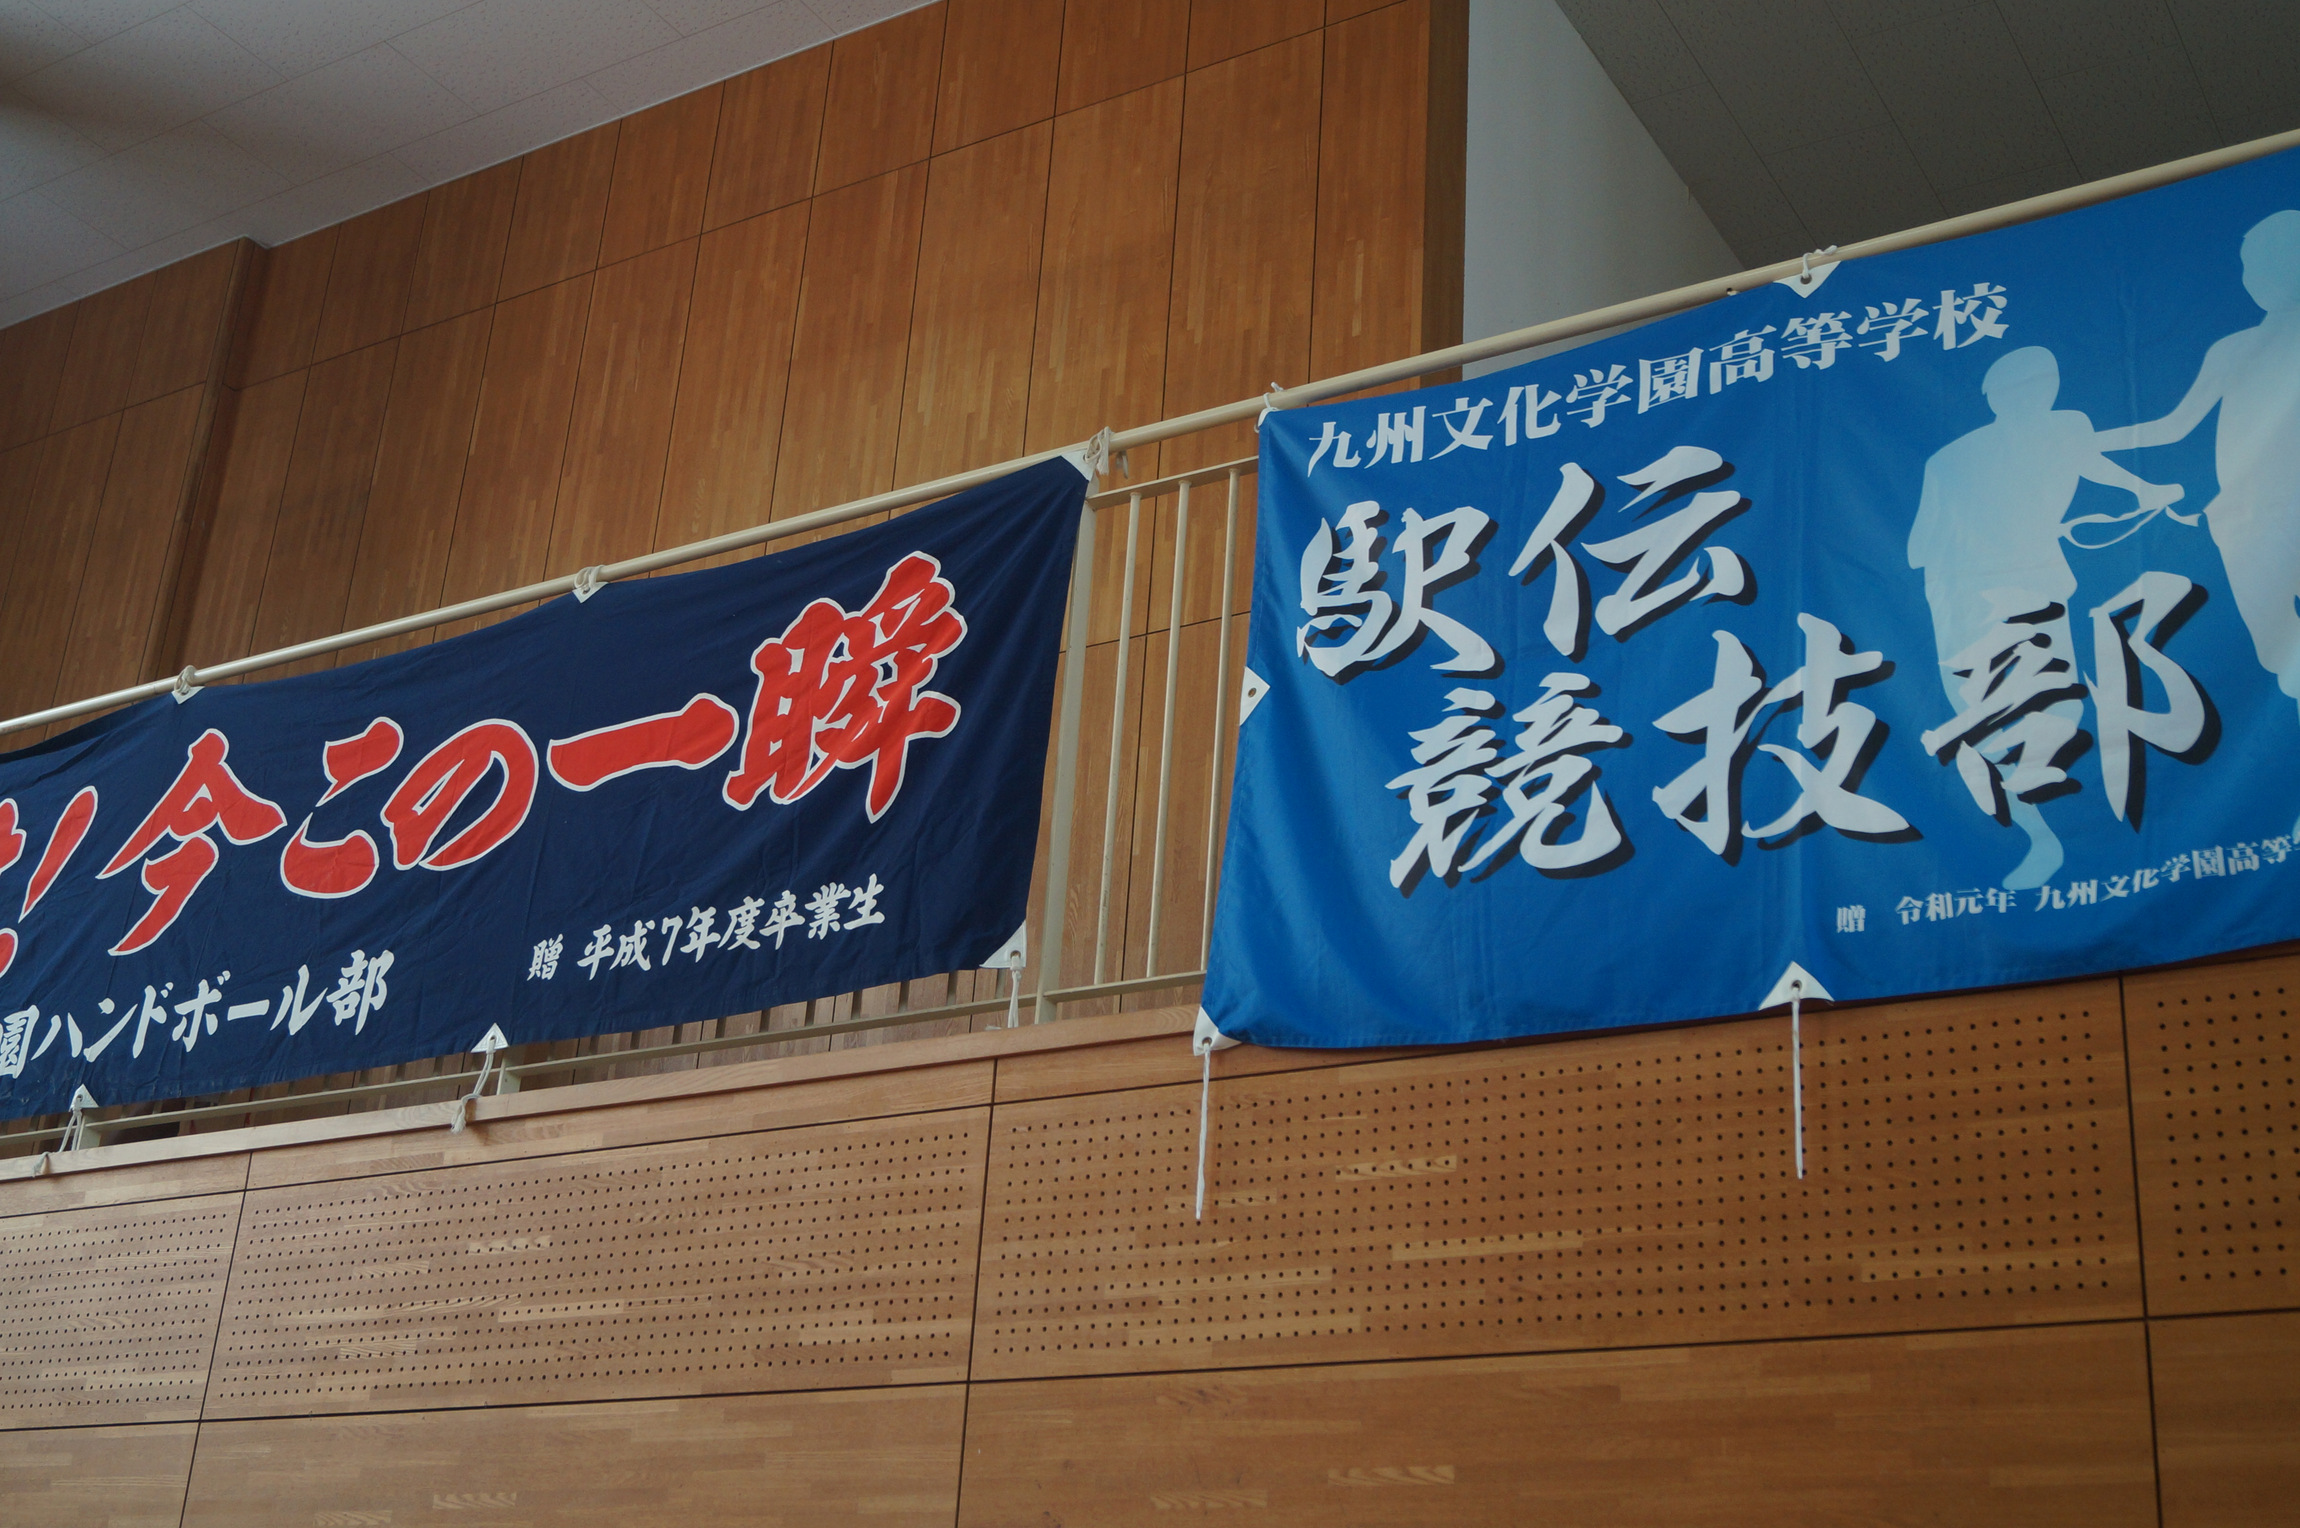 ！今この一瞬
園ハンドボール部
贈 平成7年度卒業生
九州文化学園高等学校
駅伝
競技部
贈 令和元年 九州文化学園高等